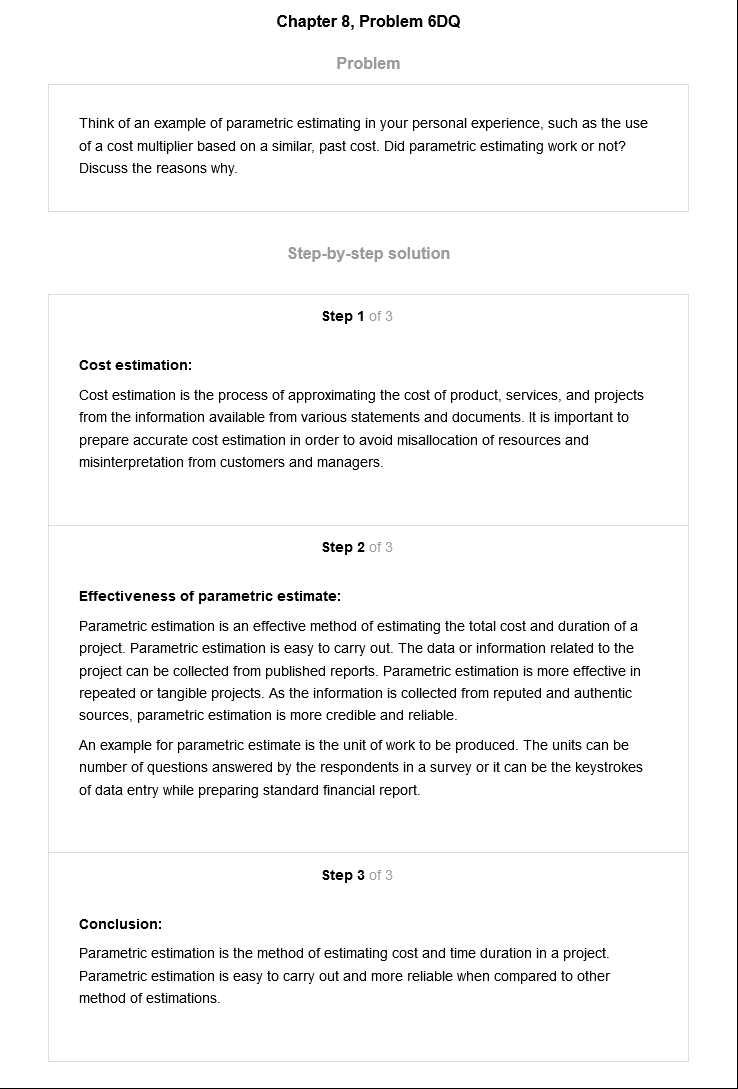 Chapter 8, Problem 6DQ
Problem
Think of an example of parametric estimating in your personal experience, such as the use
of a cost multiplier based on a similar, past cost. Did parametric estimating work or not?
Discuss the reasons why.
Step-by-step solution
Step 1 of 3
Cost estimation:
Cost estimation is the process of approximating the cost of product, services, and projects
from the information available from various statements and documents. It is important to
prepare accurate cost estimation in order to avoid misallocation of resources and
misinterpretation from customers and managers.
Step 2 of 3
Effectiveness of parametric estimate:
Parametric estimation is an effective method of estimating the total cost and duration of a
project. Parametric estimation is easy to carry out. The data or information related to the
project can be collected from published reports. Parametric estimation is more effective in
repeated or tangible projects. As the information is collected from reputed and authentic
sources, parametric estimation is more credible and reliable.
An example for parametric estimate is the unit of work to be produced. The units can be
number of questions answered by the respondents in a survey or it can be the keystrokes
of data entry while preparing standard financial report.
Step 3 of 3
Conclusion:
Parametric estimation is the method of estimating cost and time duration in a project.
Parametric estimation is easy to carry out and more reliable when compared to other
method of estimations.